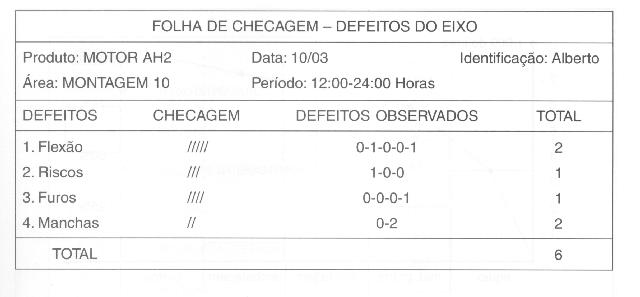 FOLHA DE CHECAGEM – DEFEITOS DO EIXO
Produto: MOTOR AH2 Data: 10/03 Identificação: Alberto
Área: MONTAGEM 10 Período: 12:00-24:00 Horas
DEFEITOS CHECAGEM DEFEITOS OBSERVADOS TOTAL
1. Flexão ///// 0-1-0-0-1 2
2. Riscos /// 1-0-0 1
3. Furos //// 0-0-0-1 1
4. Manchas // 0-2 2
TOTAL 6